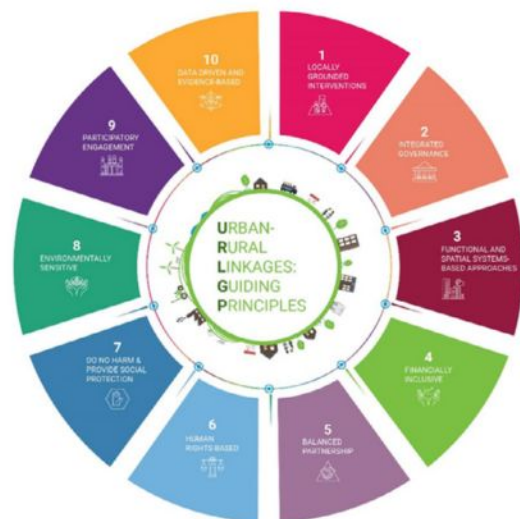 URBAN-
RURAL
LINKAGES:
GUIDING
PRINCIPLES
1
LOCALLY
GROUNDED
INTERVENTIONS
2
INTEGRATED
GOVERNANCE
3
FUNCTIONAL AND
SPATIAL SYSTEMS-
BASED APPROACHES
4
FINANCIALLY
INCLUSIVE
5
BALANCED
PARTNERSHIP
6
HUMAN
RIGHTS-BASED
7
DO NO HARM &
PROVIDE SOCIAL
PROTECTION
8
ENVIRONMENTALLY
SENSITIVE
9
PARTICIPATORY
ENGAGEMENT
10
DATA DRIVEN AND
EVIDENCE-BASED